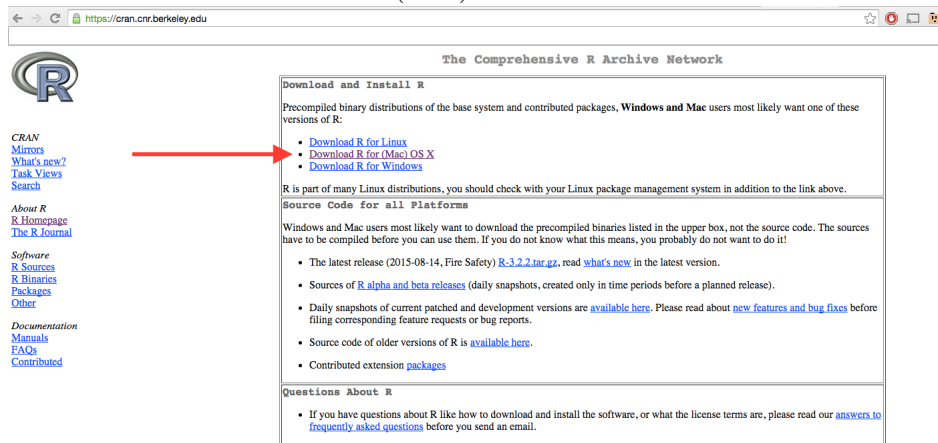 https://cran.cnr.berkeley.edu
The Comprehensive R Archive Network
R
CRAN
Mirrors
What's new?
Task Views
Search
About R
R Homepage
The R Journal
Software
R Sources
R Binaries
Packages
Other
Documentation
Manuals
FAQs
Contributed
Download and Install R
Precompiled binary distributions of the base system and contributed packages, Windows and Mac users most likely want one of these
versions of R:
Download R for Linux
Download R for (Mac) OS X
Download R for Windows
R is part of many Linux distributions, you should check with your Linux package management system in addition to the link above.
Source Code for all Platforms
Windows and Mac users most likely want to download the precompiled binaries listed in the upper box, not the source code. The sources
have to be compiled before you can use them. If you do not know what this means, you probably do not want to do it!
The latest release (2015-08-14, Fire Safety) R-3.2.2.tar.gz, read what's new in the latest version.
Sources of R alpha and beta releases (daily snapshots, created only in time periods before a planned release).
Daily snapshots of current patched and development versions are available here. Please read about new features and bug fixes before
filing corresponding feature requests or bug reports.
Source code of older versions of R is available here.
Contributed extension packages
Questions About R
If you have questions about R like how to download and install the software, or what the license terms are, please read our answers to
frequently asked questions before you send an email.